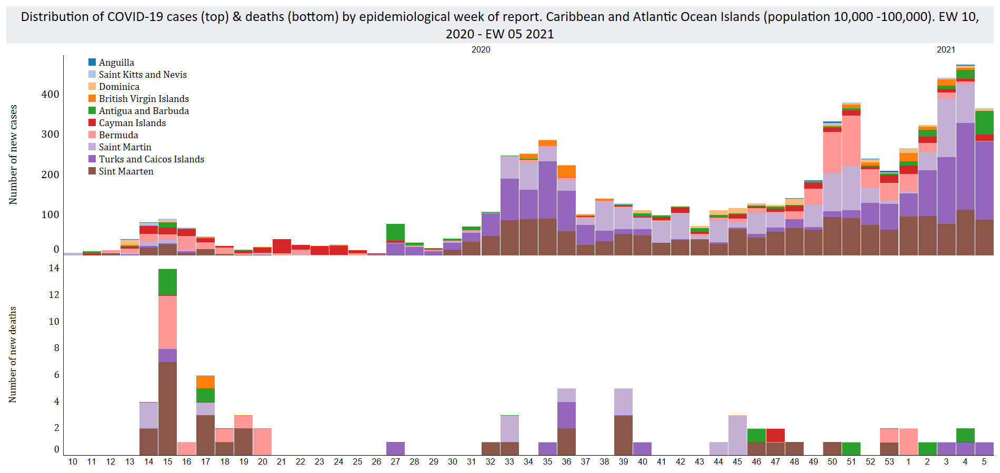 Distribution of COVID-19 cases (top) & deaths (bottom) by epidemiological week of report. Caribbean and Atlantic Ocean Islands (population 10,000 -100,000). EW 10,
2020 - EW 05 2021
2020 2021
Anguilla
Saint Kitts and Nevis
Dominica
British Virgin Islands
Antigua and Barbuda
Cayman Islands
Bermuda
Saint Martin
Turks and Caicos Islands
Sint Maarten
Number of new cases
400
300
200
100
0
Number of new deaths
14
12
10
8
6
4
2
0
10 11 12 13 14 15 16 17 18 19 20 21 22 23 24 25 26 27 28 29 30 31 32 33 34 35 36 37 38 39 40 41 42 43 44 45 46 47 48 49 50 51 52 53 1 2 3 4 5